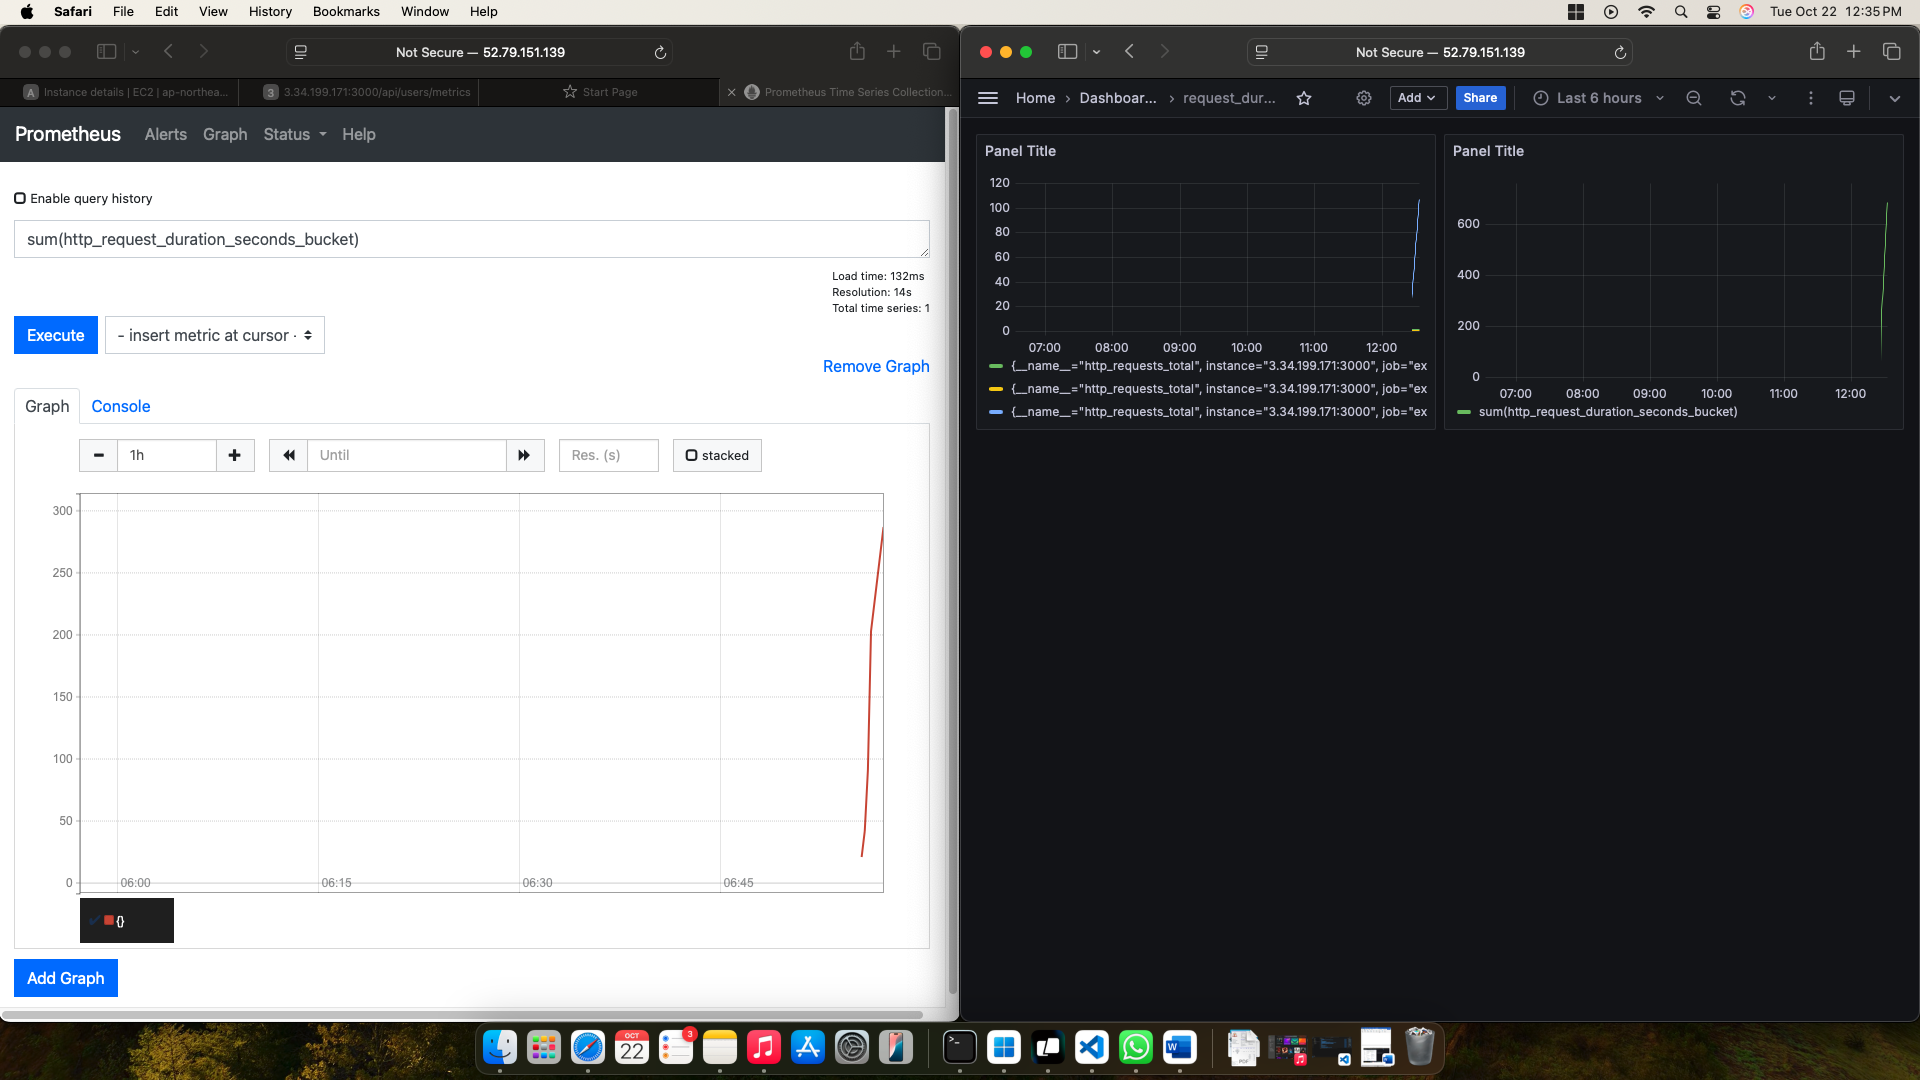 Safari File Edit View History Bookmarks Window Help
Tue Oct 22 12:35 PM
Not Secure — 52.79.151.139
A Instance details | EC2 | ap-northea...
3 3.34.199.171:3000/api/users/metrics
Start Page
Prometheus Time Series Collection...
Prometheus Alerts Graph Status Help
Enable query history
sum(http_request_duration_seconds_bucket)
Load time: 132ms
Resolution: 14s
Total time series: 1
Execute
- insert metric at cursor -
Remove Graph
Graph Console
1h
Until
Res. (s)
stacked
300
250
200
150
100
50
0
06:00 06:15 06:30 06:45
{}
Add Graph
Not Secure — 52.79.151.139
Home › Dashboar... › request_dur...
Add
Share
Last 6 hours
Panel Title
120
100
80
60
40
20
0
07:00 08:00 09:00 10:00 11:00 12:00
{__name__="http_requests_total", instance="3.34.199.171:3000", job="ex
{__name__="http_requests_total", instance="3.34.199.171:3000", job="ex
{__name__="http_requests_total", instance="3.34.199.171:3000", job="ex
Panel Title
600
400
200
0
07:00 08:00 09:00 10:00 11:00 12:00
sum(http_request_duration_seconds_bucket)
OCT
22
3